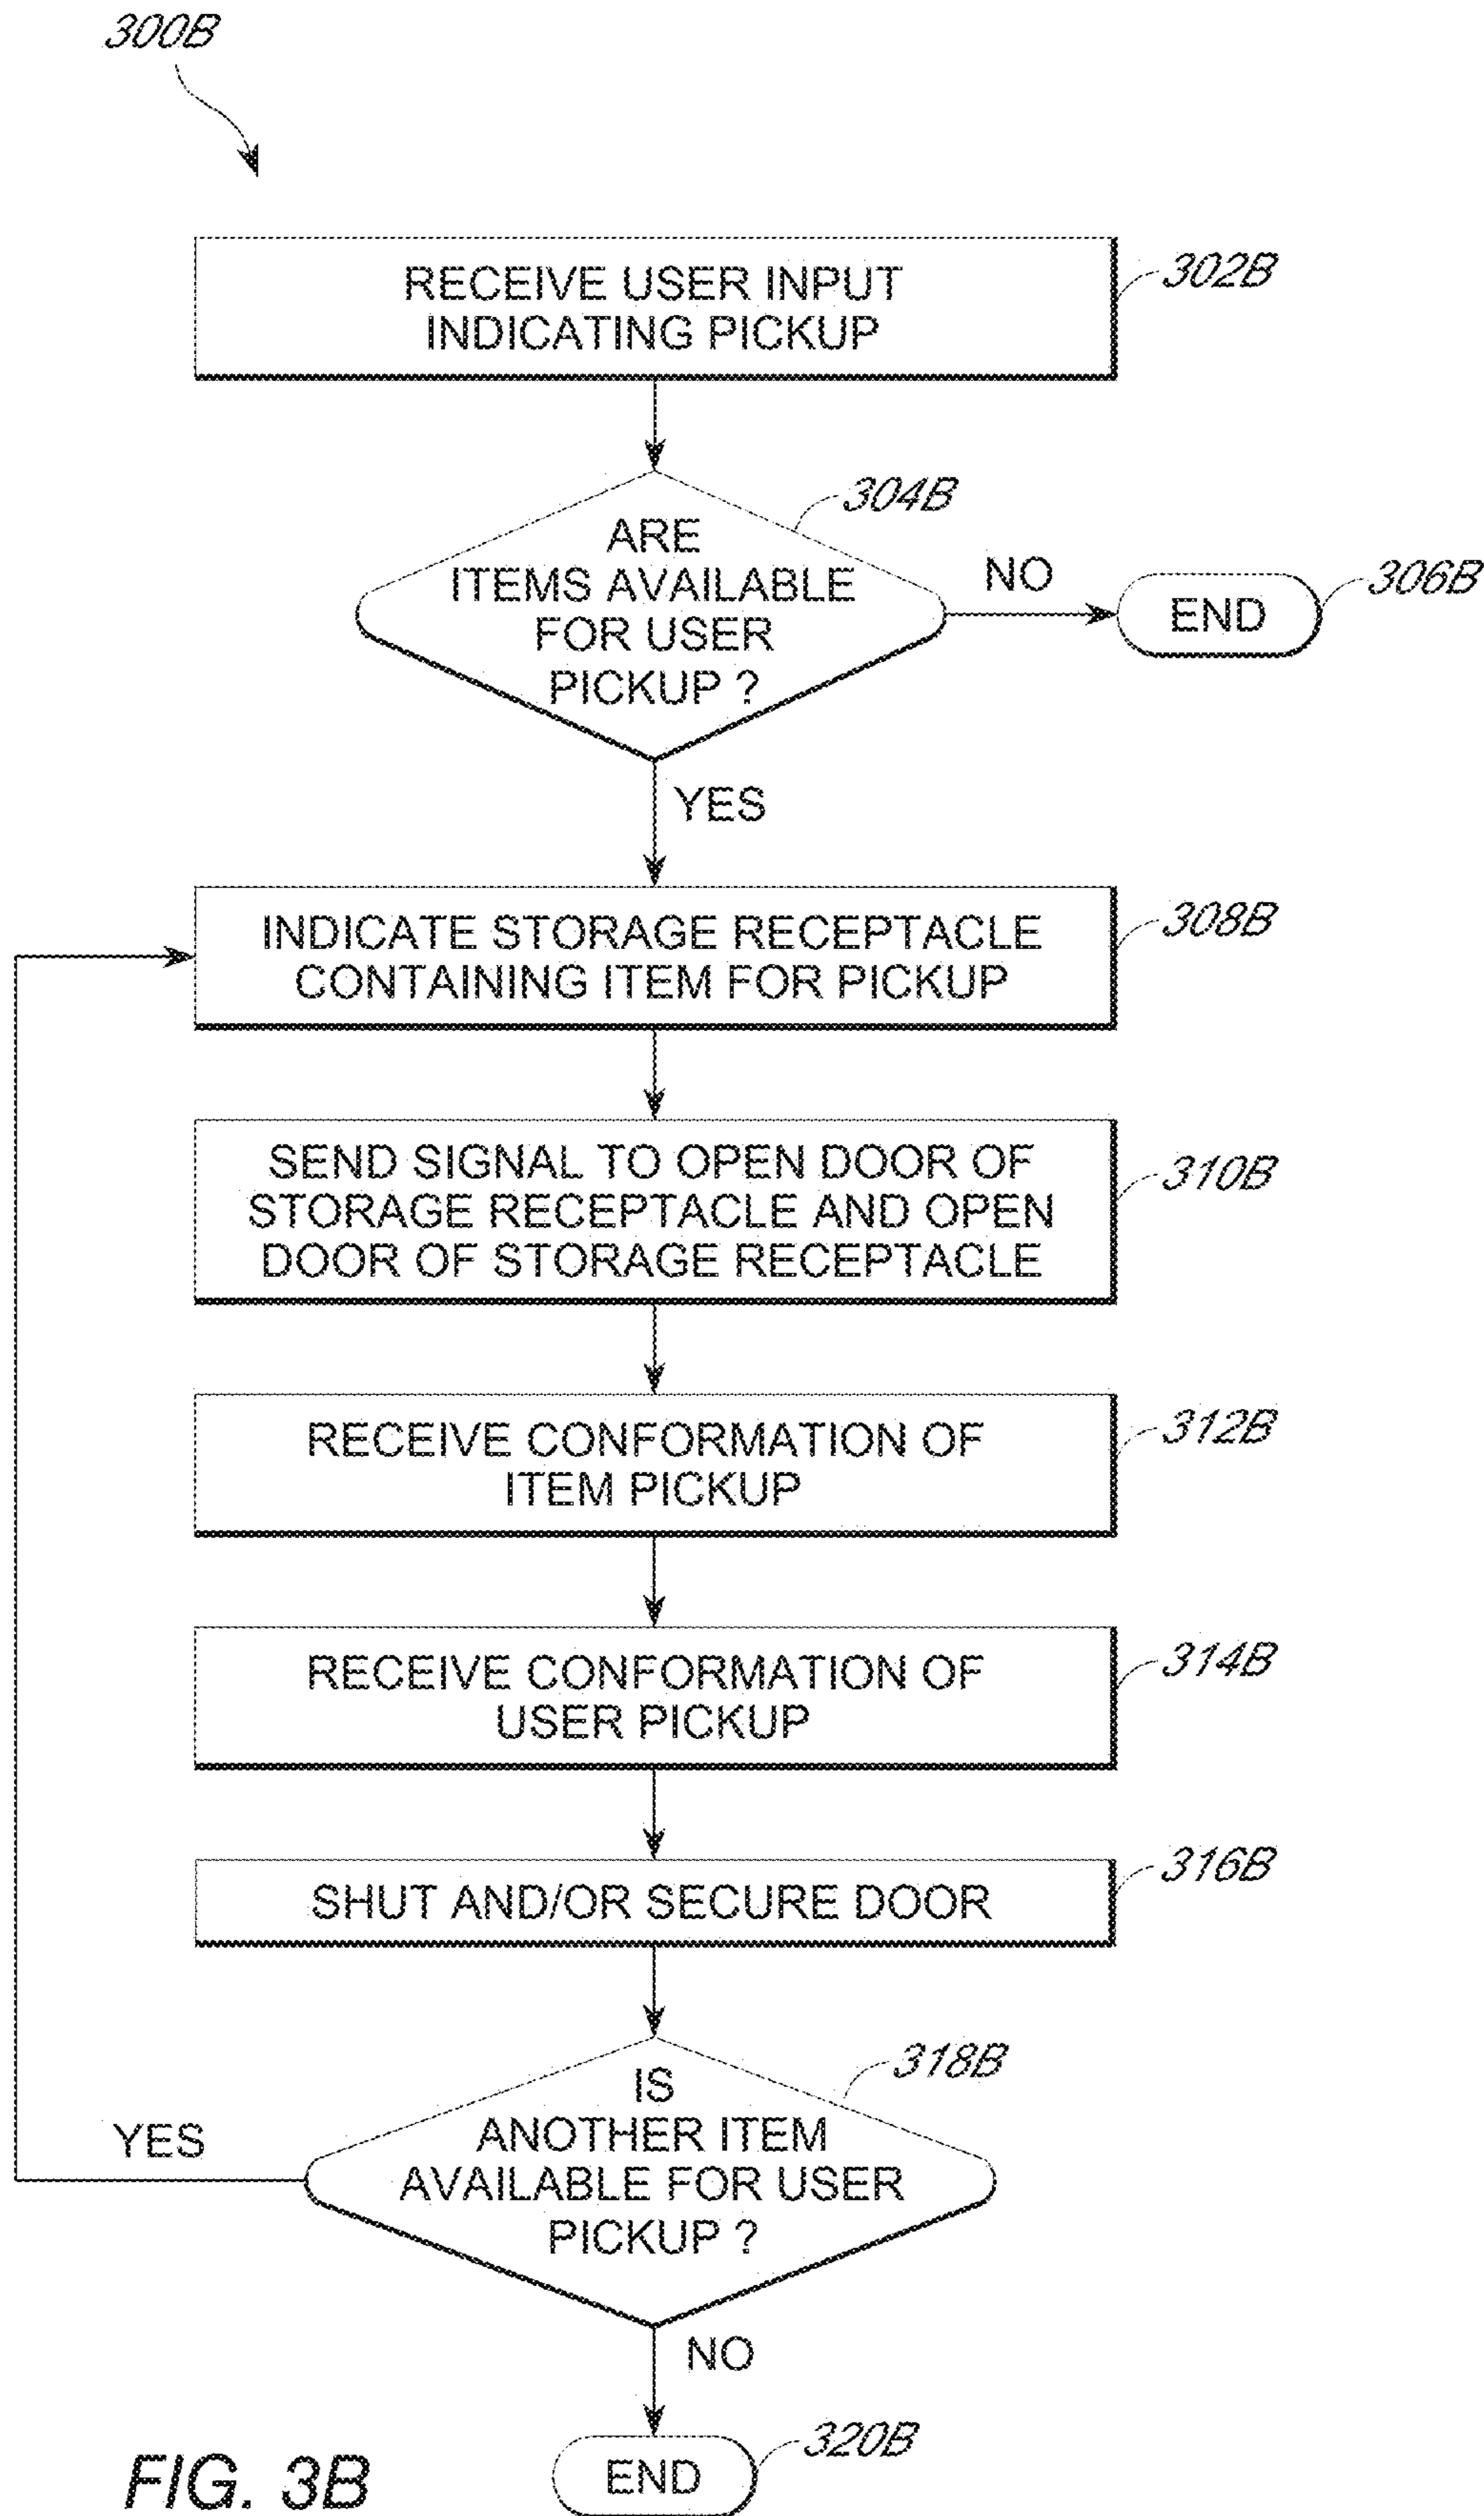 300B
RECEIVE USER INPUT
INDICATING PICKUP
302B
ARE
ITEMS AVAILABLE
FOR USER
PICKUP ?
304B
NO
END
306B
YES
INDICATE STORAGE RECEPTACLE
CONTAINING ITEM FOR PICKUP
308B
SEND SIGNAL TO OPEN DOOR OF
STORAGE RECEPTACLE AND OPEN
DOOR OF STORAGE RECEPTACLE
310B
RECEIVE CONFORMATION OF
ITEM PICKUP
312B
RECEIVE CONFORMATION OF
USER PICKUP
314B
SHUT AND/OR SECURE DOOR
316B
IS
ANOTHER ITEM
AVAILABLE FOR USER
PICKUP ?
318B
YES
NO
END
320B
FIG. 3B